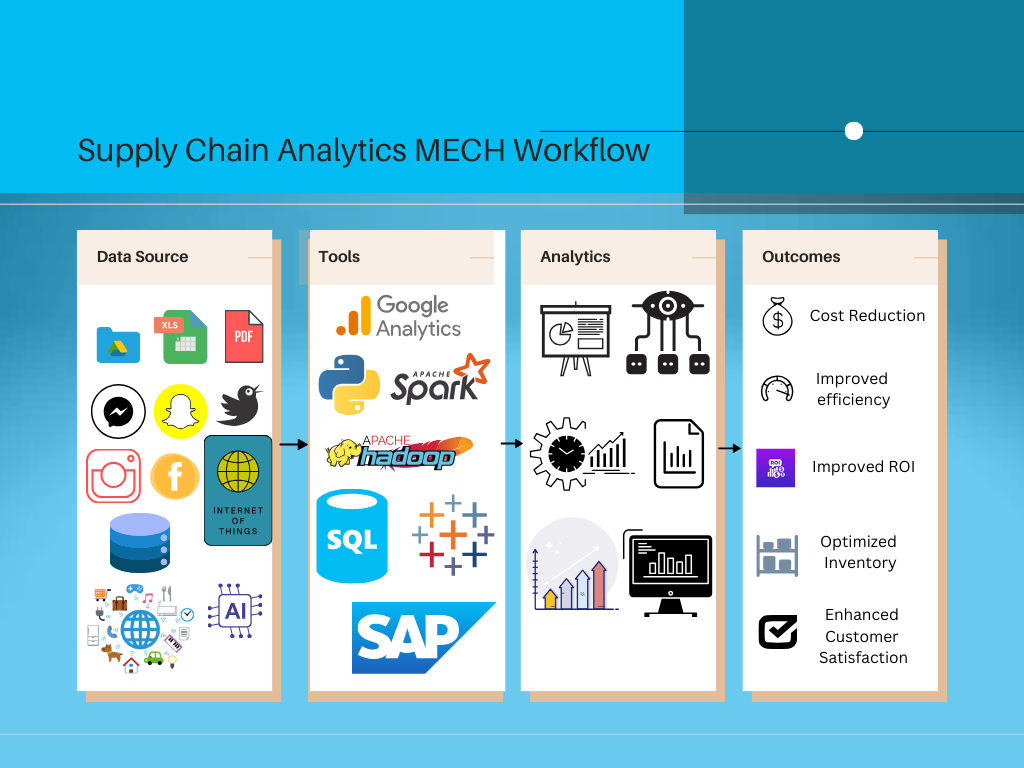 Supply Chain Analytics MECH Workflow
Data Source
XLS
PDF
f
INTERNET
OF
THINGS
AI
Tools
Google
Analytics
APACHE
Spark
APACHE
hadoop
SQL
SAP
Analytics
%
Outcomes
$
Cost Reduction
Improved
efficiency
ROI
Improved ROI
Optimized
Inventory
Enhanced
Customer
Satisfaction